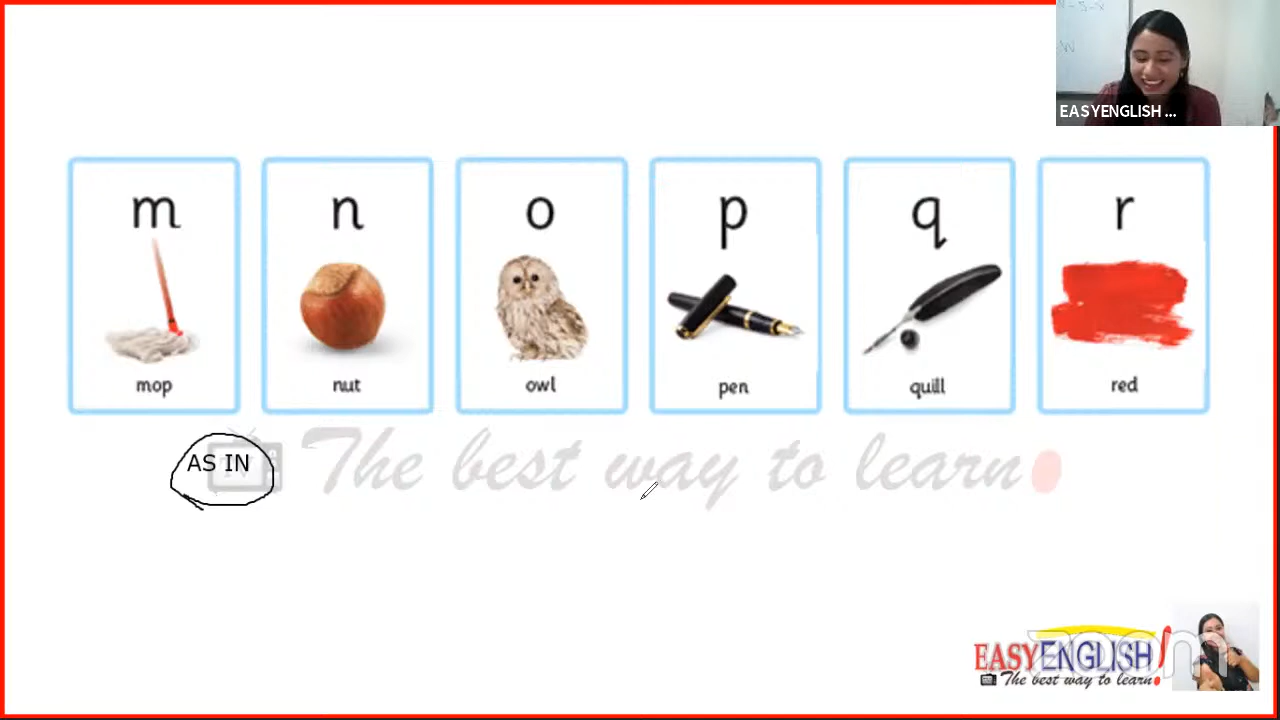 EASYENGLISH ...
m n o p q r
mop nut owl pen quill red
AS IN
The best way to learn
EASYENGLISH!
The best way to learn!
zoom